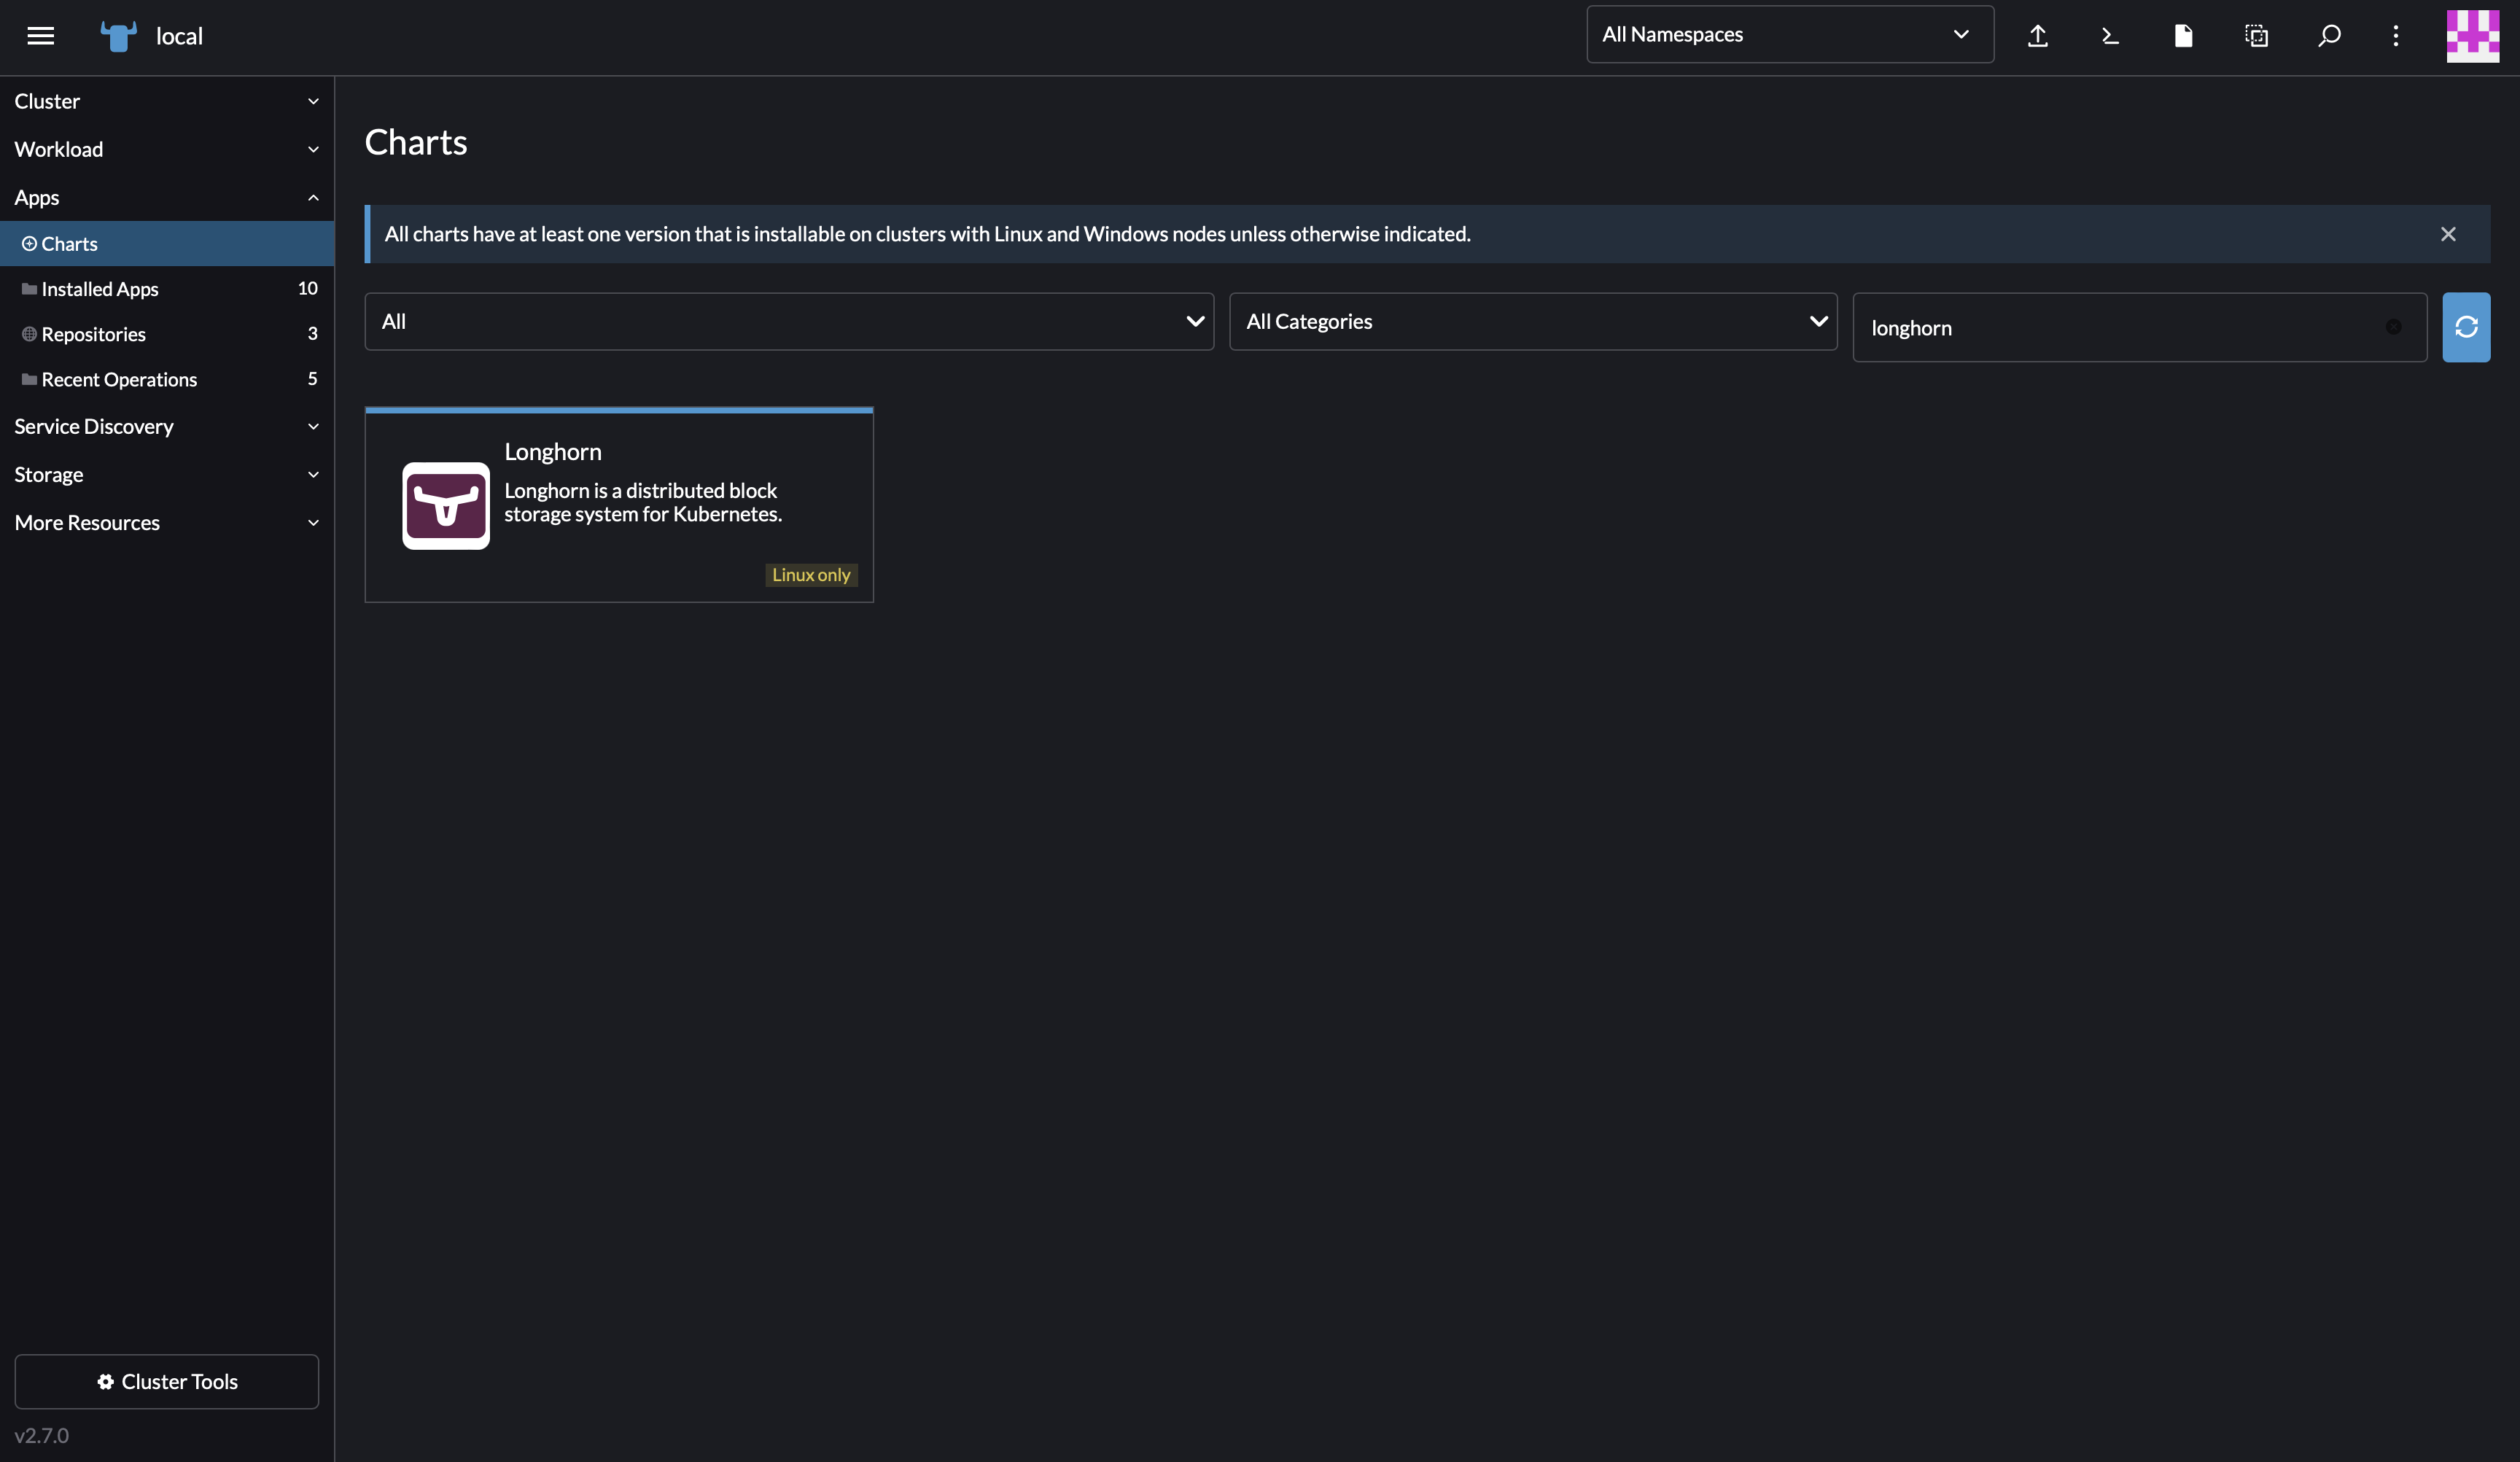 local
All Namespaces
Cluster
Workload
Apps
Charts
Installed Apps 10
Repositories 3
Recent Operations 5
Service Discovery
Storage
More Resources
Cluster Tools
v2.7.0
Charts
All charts have at least one version that is installable on clusters with Linux and Windows nodes unless otherwise indicated.
All
All Categories
longhorn
Longhorn
Longhorn is a distributed block
storage system for Kubernetes.
Linux only